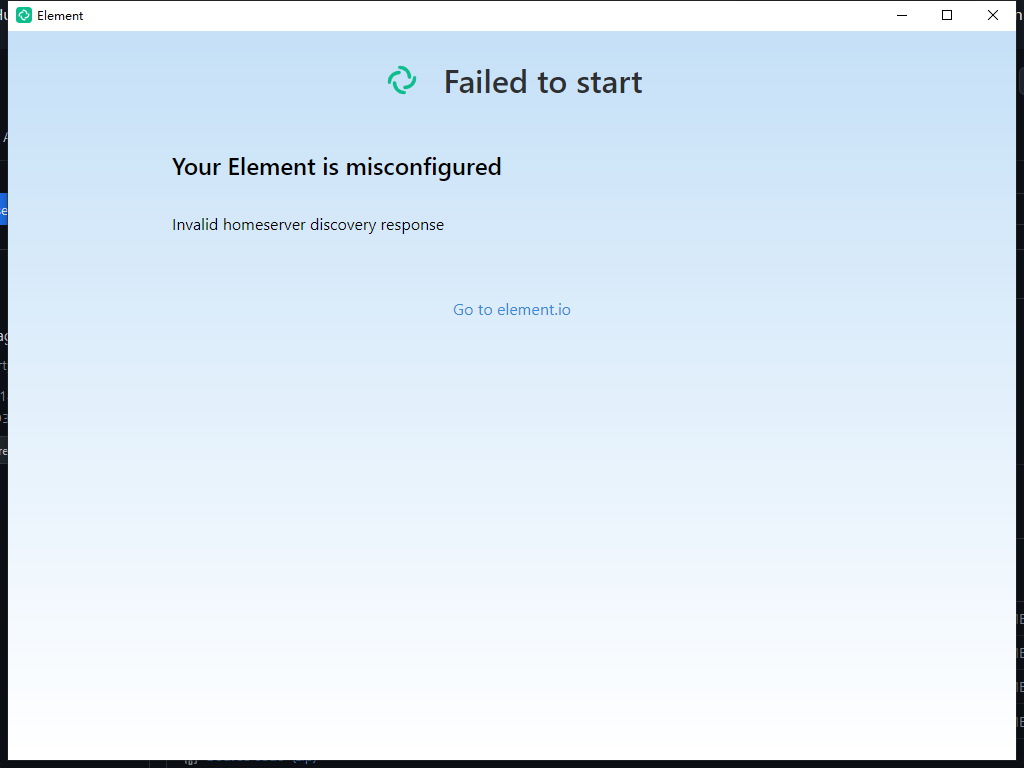 Element
Failed to start
Your Element is misconfigured
Invalid homeserver discovery response
Go to element.io